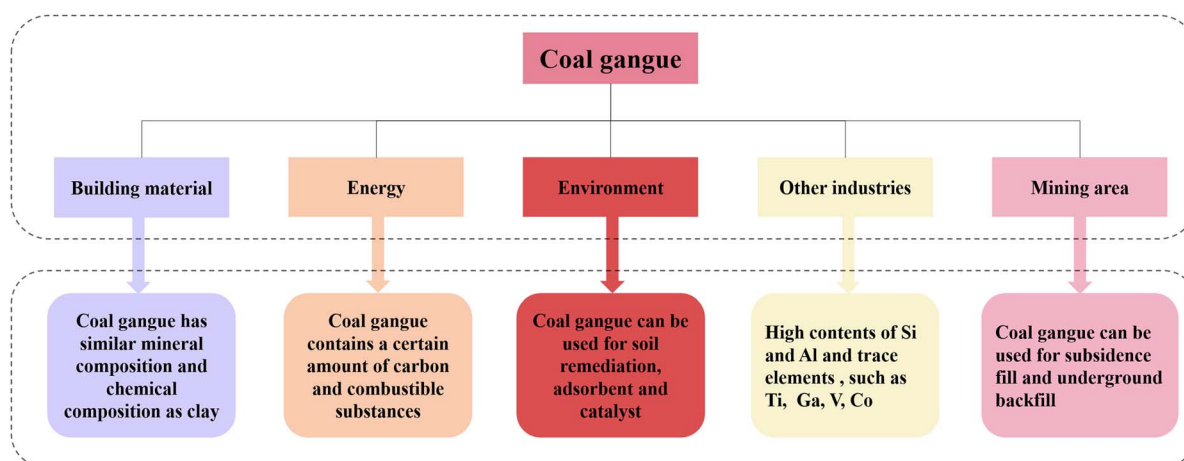 Coal gangue
Building material
Energy
Environment
Other industries
Mining area
Coal gangue has
similar mineral
composition and
chemical
composition as clay
Coal gangue
contains a certain
amount of carbon
and combustible
substances
Coal gangue can be
used for soil
remediation,
adsorbent and
catalyst
High contents of Si
and Al and trace
elements , such as
Ti, Ga, V, Co
Coal gangue can be
used for subsidence
fill and underground
backfill